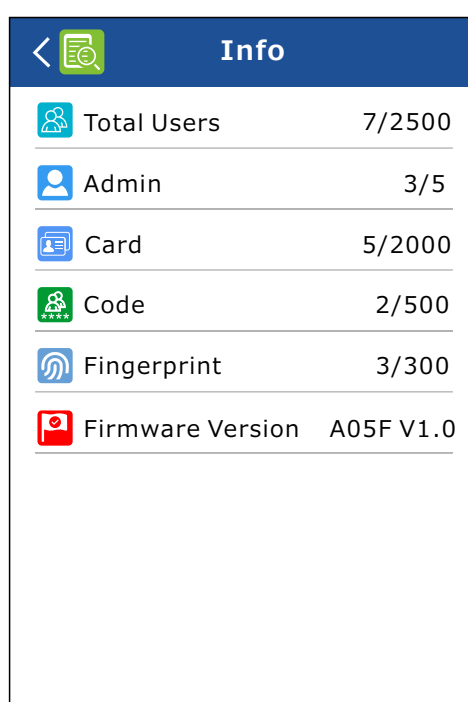 Info
Total Users 7/2500
Admin 3/5
Card 5/2000
Code 2/500
****
Fingerprint 3/300
Firmware Version A05F V1.0